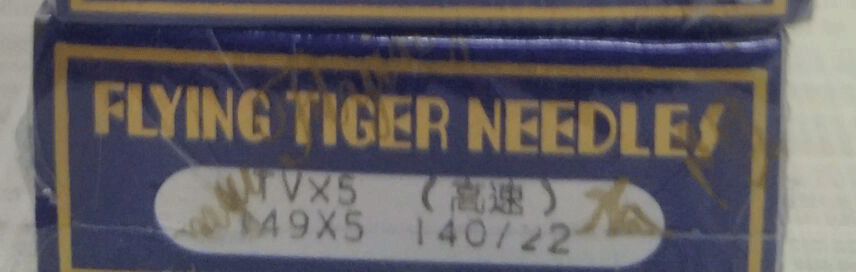 FLYING TIGER NEEDLES
TVX5 (高速)
149X5 140/22